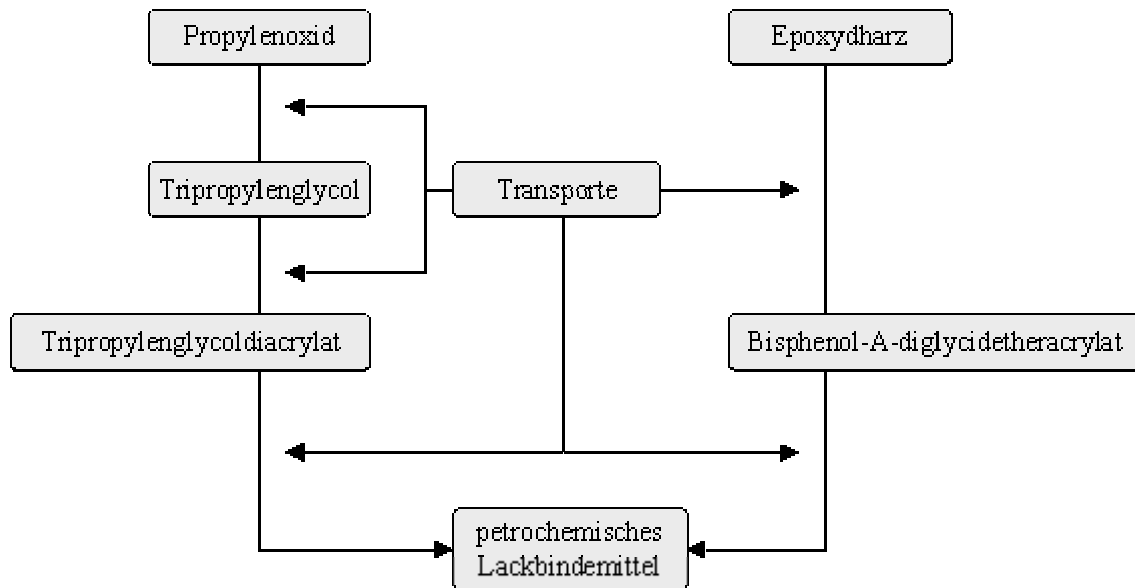 Propylenoxid
Epoxydharz
Tripropylenglycol
Transporte
Tripropylenglycoldiacrylat
Bisphenol-A-diglycidetheracrylat
petrochemisches
Lackbindemittel